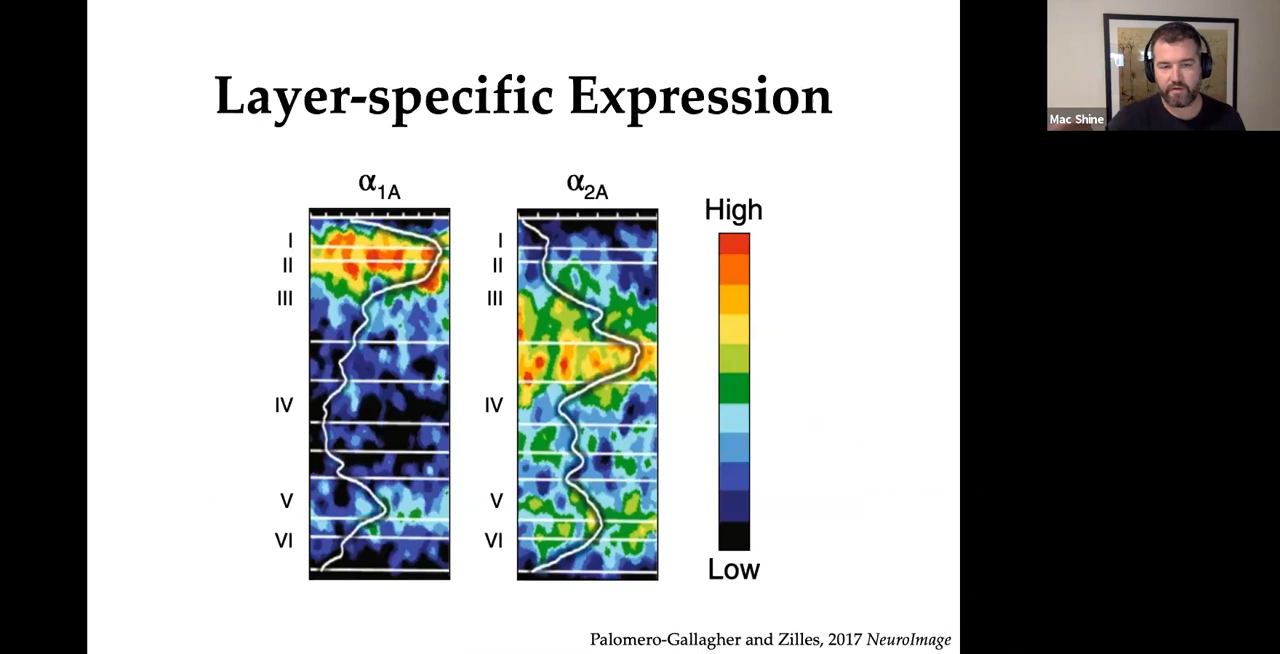 Layer-specific Expression
Mac Shine
α1A
α2A
High
I
II
III
IV
V
VI
I
II
III
IV
V
VI
Low
Palomero-Gallagher and Zilles, 2017 NeuroImage